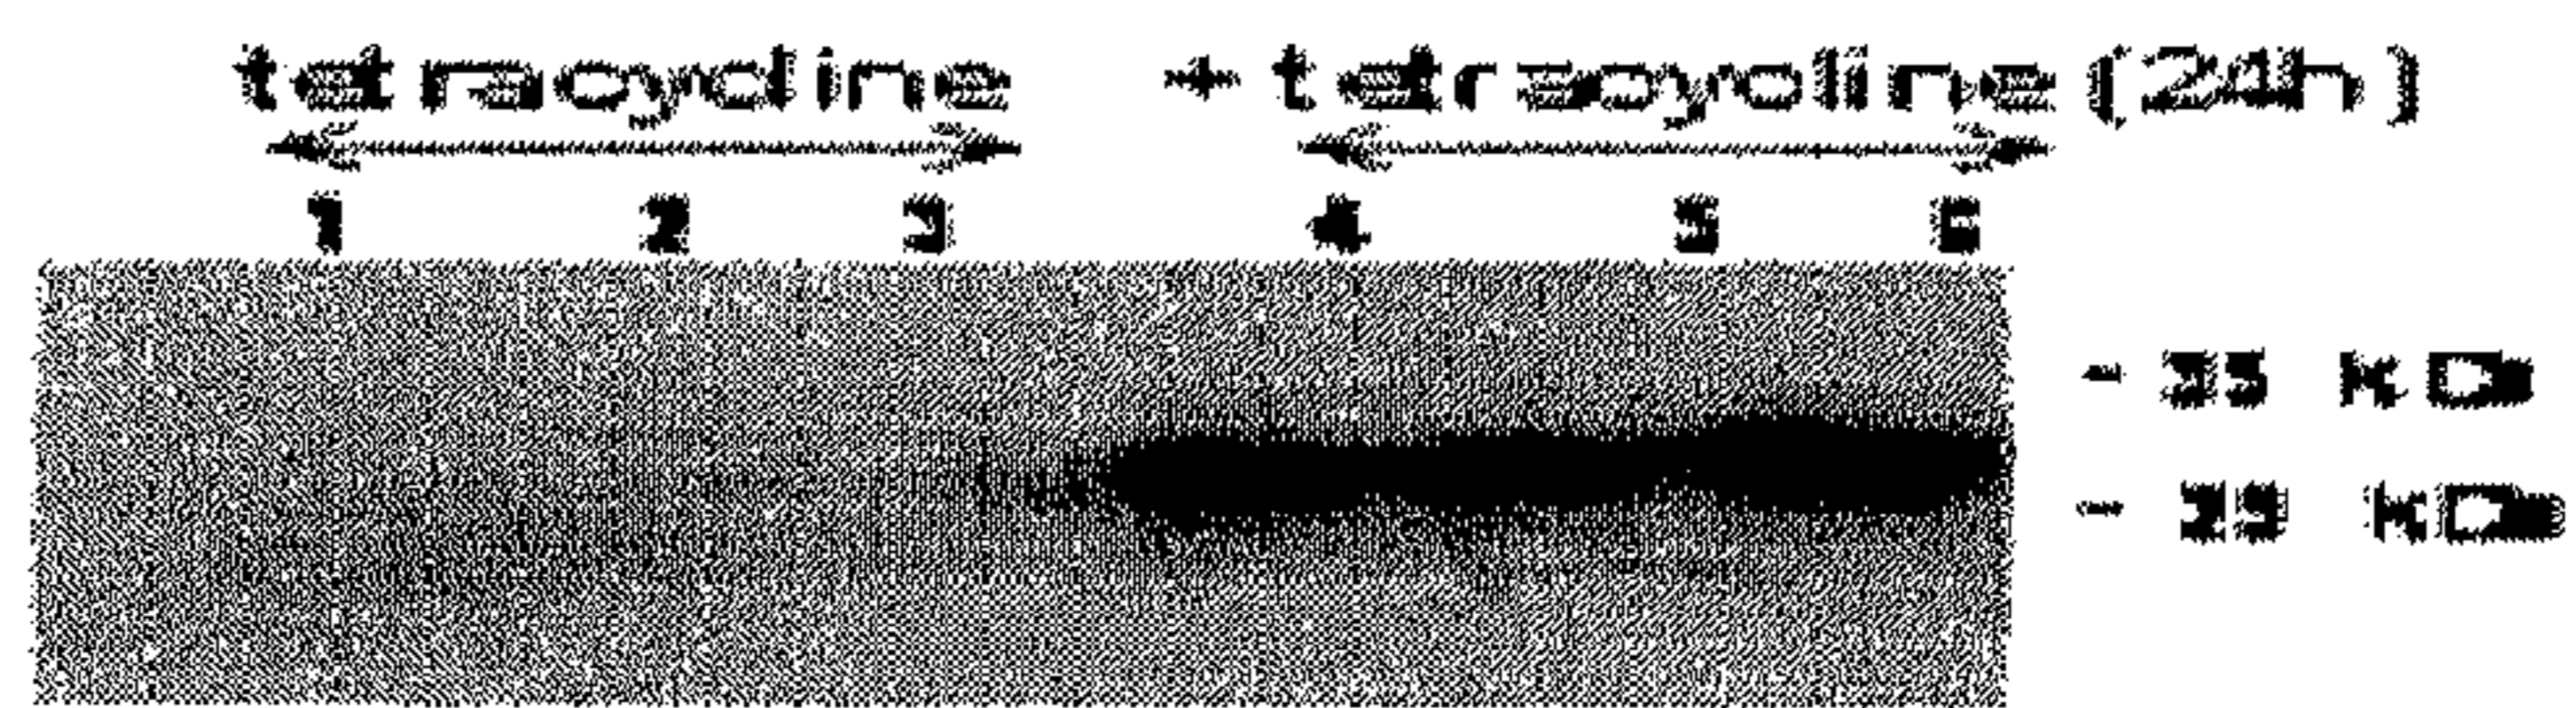 tetracycline + tetracycline (24h)
1 2 3 4 5 6
- 35 KDa
- 29 KDa